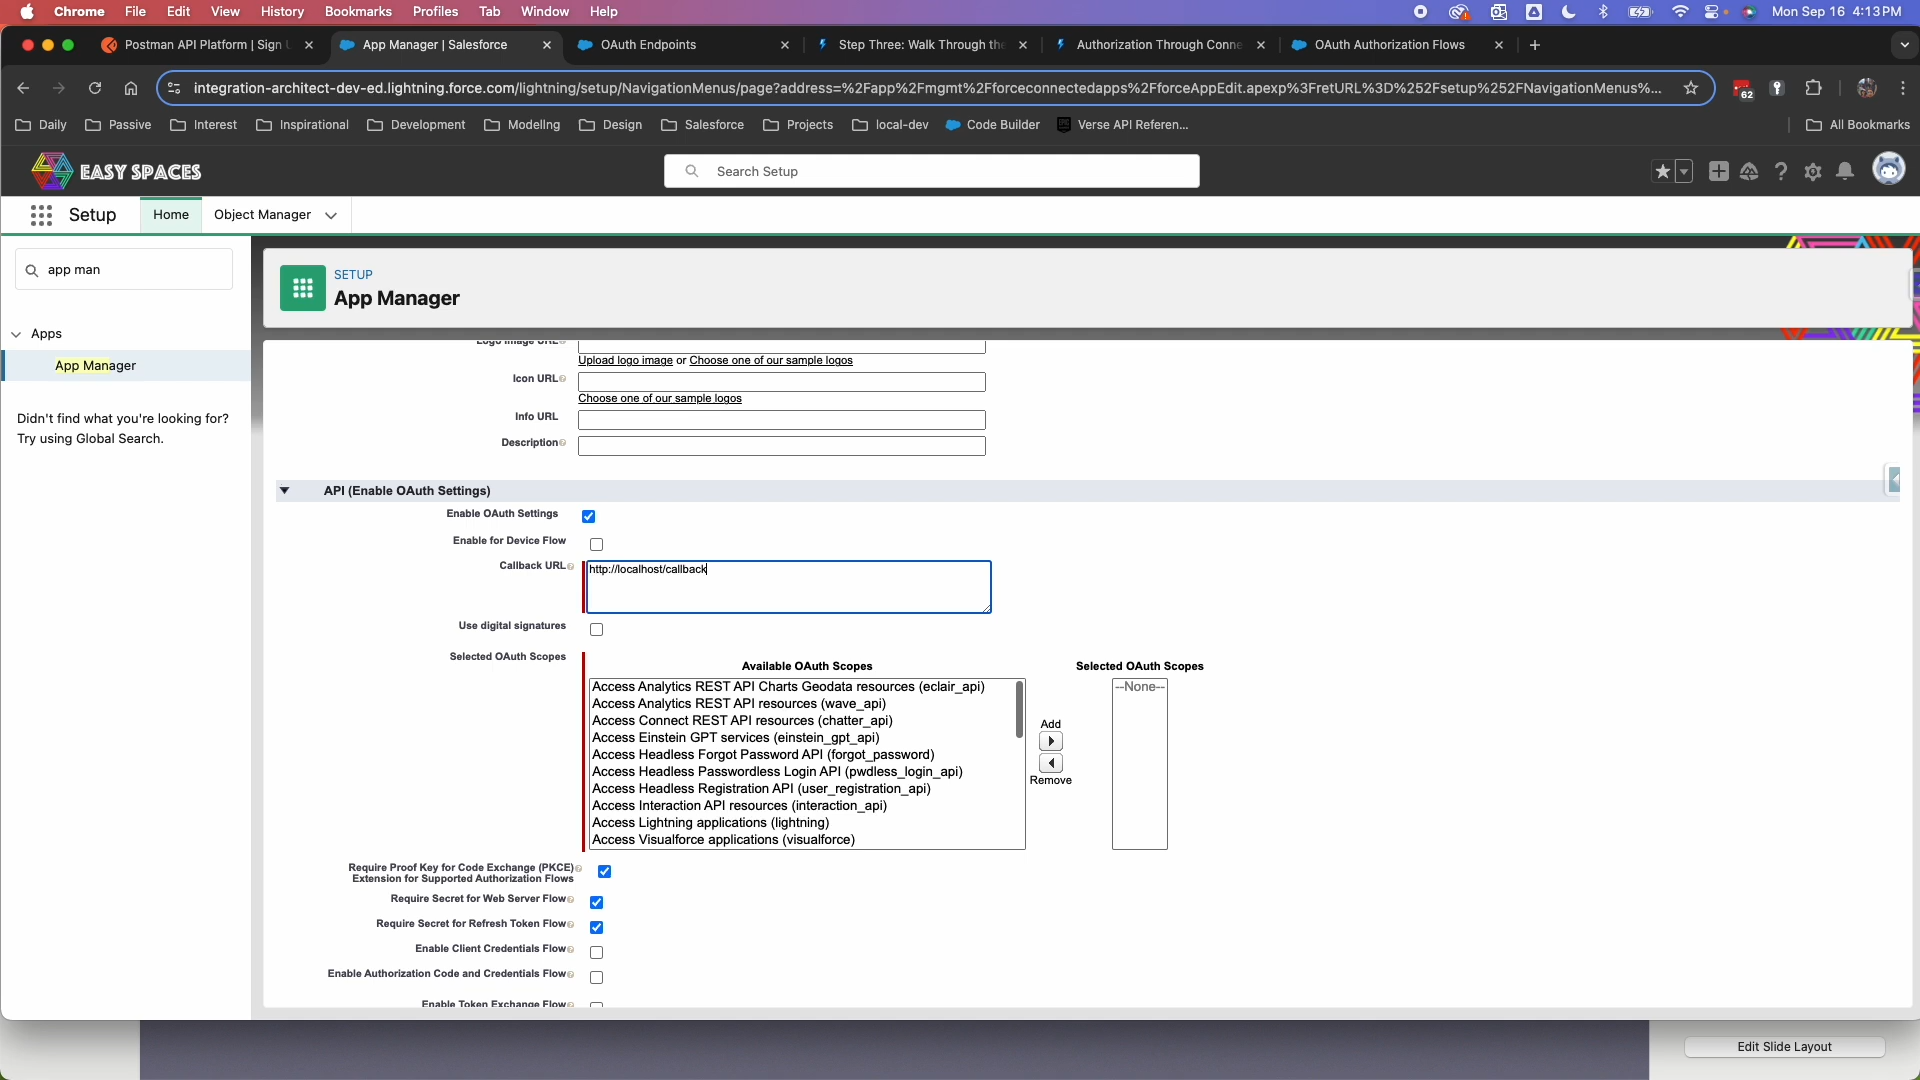 Chrome File Edit View History Bookmarks Profiles Tab Window Help Mon Sep 16 4:13 PM
Postman API Platform | Sign App Manager | Salesforce OAuth Endpoints Step Three: Walk Through the Authorization Through Conne OAuth Authorization Flows
integration-architect-dev-ed.lightning.force.com/lightning/setup/NavigationMenus/page?address=%2Fapp%2Fmgmt%2Fforceconnectedapps%2FforceAppEdit.apexp%3FretURL%3D%252Fsetup%252FNavigationMenus%... 62
Daily Passive Interest Inspirational Development Modeling Design Salesforce Projects local-dev Code Builder Verse API Referen... All Bookmarks
EASY SPACES Search Setup
Setup Home Object Manager
app man
SETUP
App Manager
Apps
App Manager
Didn't find what you're looking for?
Try using Global Search.
Logo Image URL
Upload logo image or Choose one of our sample logos
Icon URL
Choose one of our sample logos
Info URL
Description
API (Enable OAuth Settings)
Enable OAuth Settings
Enable for Device Flow
Callback URL http://localhost/callback
Use digital signatures
Selected OAuth Scopes
Available OAuth Scopes Selected OAuth Scopes
Access Analytics REST API Charts Geodata resources (eclair_api) --None--
Access Analytics REST API resources (wave_api)
Access Connect REST API resources (chatter_api)
Add
Access Einstein GPT services (einstein_gpt_api)
Access Headless Forgot Password API (forgot_password)
Access Headless Passwordless Login API (pwdless_login_api)
Remove
Access Headless Registration API (user_registration_api)
Access Interaction API resources (interaction_api)
Access Lightning applications (lightning)
Access Visualforce applications (visualforce)
Require Proof Key for Code Exchange (PKCE)
Extension for Supported Authorization Flows
Require Secret for Web Server Flow
Require Secret for Refresh Token Flow
Enable Client Credentials Flow
Enable Authorization Code and Credentials Flow
Enable Token Exchange Flow
Edit Slide Layout